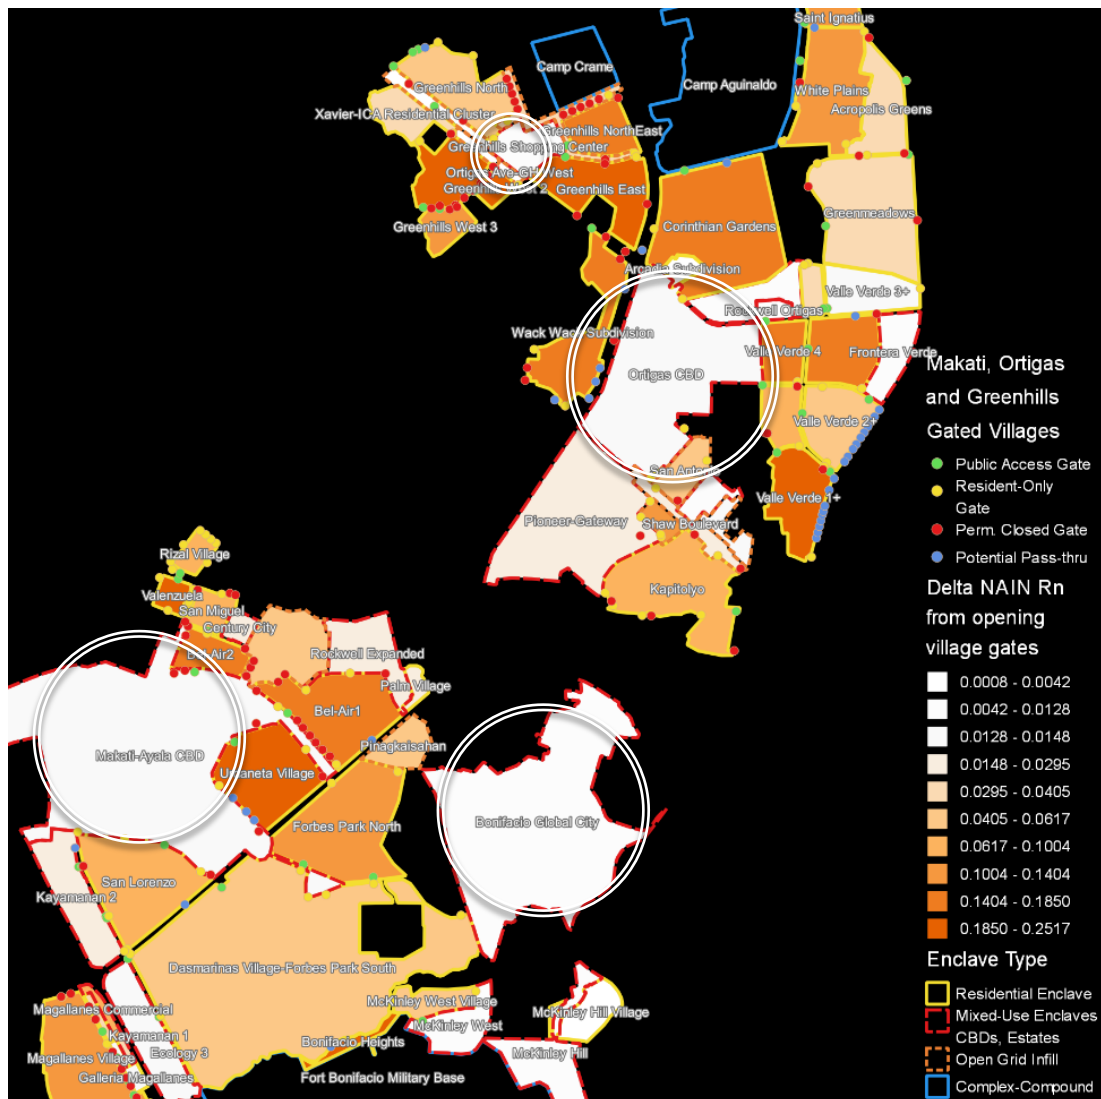 Saint Ignatius
Camp Crame
Camp Aguinaldo
Greenhills North
White Plains
Acropolis Greens
Xavier-ICA Residential Cluster
Greenhills NorthEast
Greenhills Shopping Center
Ortigas Ave-GH West
Greenhills West 2
Greenhills East
Greenmeadows
Greenhills West 3
Corinthian Gardens
Arcadia Subdivision
Valle Verde 3+
Rockwell Ortigas
Wack Wack Subdivision
Valle Verde 4
Frontera Verde
Ortigas CBD
Valle Verde 2+
San Antonio
Valle Verde 1+
Pioneer-Gateway
Shaw Boulevard
Kapitolyo
Rizal Village
Valenzuela
San Miguel
Century City
Bel-Air2
Rockwell Expanded
Palm Village
Bel-Air1
Pinagkaisahan
Makati-Ayala CBD
Urdaneta Village
Forbes Park North
Bonifacio Global City
San Lorenzo
Kayamanan 2
Dasmarinas Village-Forbes Park South
McKinley West Village
McKinley Hill Village
Magallanes Commercial
McKinley West
Kayamanan 1
Bonifacio Heights
Ecology 3
McKinley Hill
Magallanes Village
Galleria Magallanes
Fort Bonifacio Military Base
Makati, Ortigas
and Greenhills
Gated Villages
Public Access Gate
Resident-Only
Gate
Perm. Closed Gate
Potential Pass-thru
Delta NAIN Rn
from opening
village gates
0.0008 - 0.0042
0.0042 - 0.0128
0.0128 - 0.0148
0.0148 - 0.0295
0.0295 - 0.0405
0.0405 - 0.0617
0.0617 - 0.1004
0.1004 - 0.1404
0.1404 - 0.1850
0.1850 - 0.2517
Enclave Type
Residential Enclave
Mixed-Use Enclaves
CBDs, Estates
Open Grid Infill
Complex-Compound